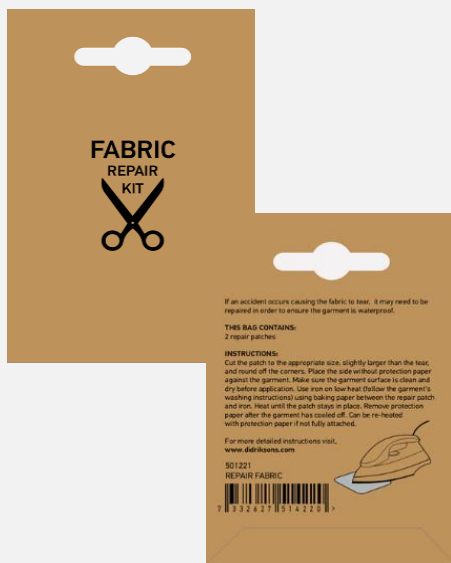 FABRIC
REPAIR
KIT
If an accident occurs causing the fabric to tear, it may need to be
repaired in order to ensure the garment is waterproof.
THIS BAG CONTAINS:
2 repair patches
INSTRUCTIONS:
Cut the patch to the appropriate size, slightly larger than the tear,
and round off the corners. Place the side without protection paper
against the garment. Make sure the garment surface is clean and
dry before application. Use iron on low heat (follow the garment's
washing instructions) using baking paper between the repair patch
and iron. Heat until the patch stays in place. Remove protection
paper after the garment has cooled off. Can be re-heated
with protection paper if not fully attached.
For more detailed instructions visit,
www.didriksons.com
501221
REPAIR FABRIC
7 332627 514220 >